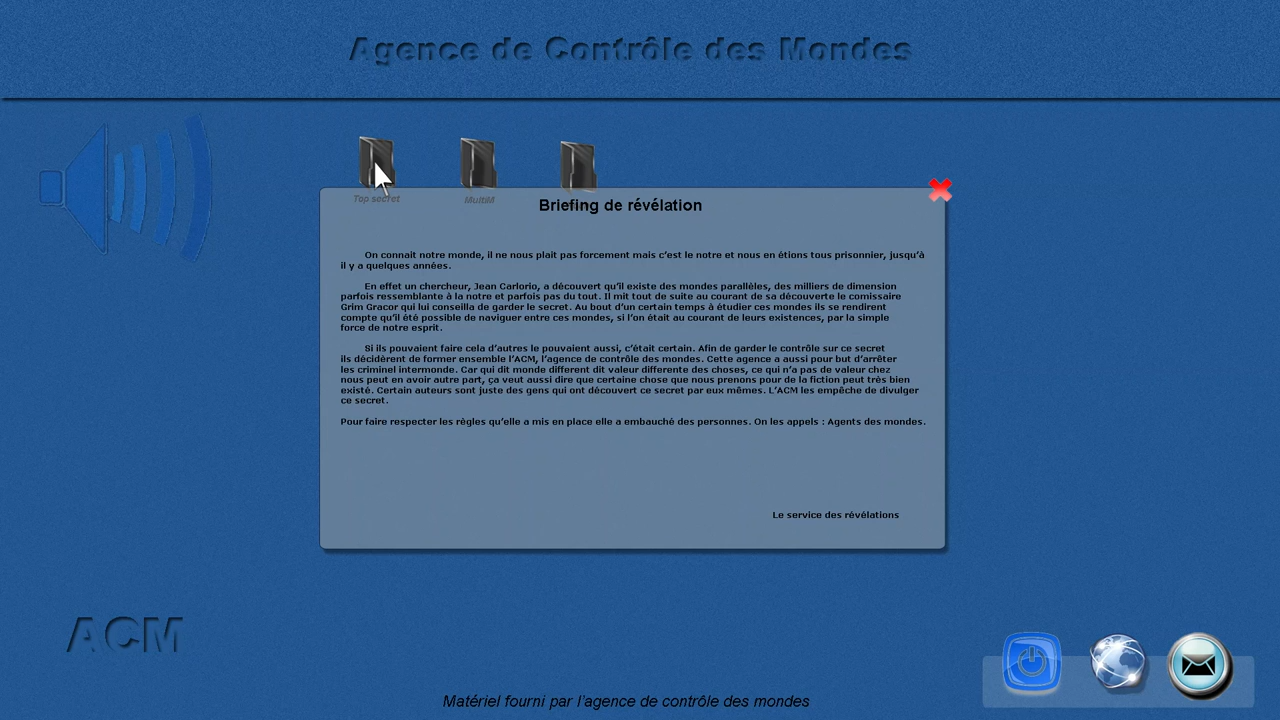 Agence de Contrôle des Mondes
Top secret
MultiM
Briefing de révélation
On connait notre monde, il ne nous plait pas forcement mais c'est le notre et nous en étions tous prisonnier, jusqu'à
il y a quelques années.
En effet un chercheur, Jean Carlorio, a découvert qu'il existe des mondes parallèles, des milliers de dimension
parfois ressemblante à la notre et parfois pas du tout. Il mit tout de suite au courant de sa découverte le comissaire
Grim Gracor qui lui conseilla de garder le secret. Au bout d'un certain temps à étudier ces mondes ils se rendirent
compte qu'il été possible de naviguer entre ces mondes, si l'on était au courant de leurs existences, par la simple
force de notre esprit.
Si ils pouvaient faire cela d'autres le pouvaient aussi, c'était certain. Afin de garder le contrôle sur ce secret
ils décidèrent de former ensemble l'ACM, l'agence de contrôle des mondes. Cette agence a aussi pour but d'arrêter
les criminel intermonde. Car qui dit monde different dit valeur differente des choses, ce qui n'a pas de valeur chez
nous peut en avoir autre part, ça veut aussi dire que certaine chose que nous prenons pour de la fiction peut très bien
existé. Certain auteurs sont juste des gens qui ont découvert ce secret par eux mêmes. L'ACM les empêche de divulger
ce secret.
Pour faire respecter les règles qu'elle a mis en place elle a embauché des personnes. On les appels : Agents des mondes.
Le service des révélations
ACM
Matériel fourni par l'agence de contrôle des mondes